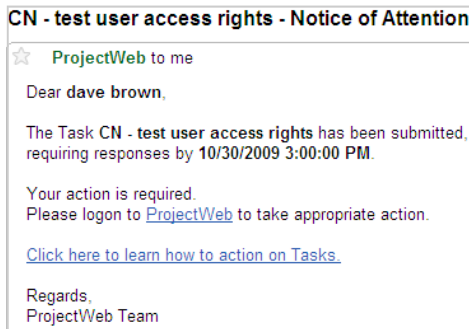 CN - test user access rights - Notice of Attention
ProjectWeb to me
Dear dave brown,
The Task CN - test user access rights has been submitted,
requiring responses by 10/30/2009 3:00:00 PM.
Your action is required.
Please logon to ProjectWeb to take appropriate action.
Click here to learn how to action on Tasks.
Regards,
ProjectWeb Team